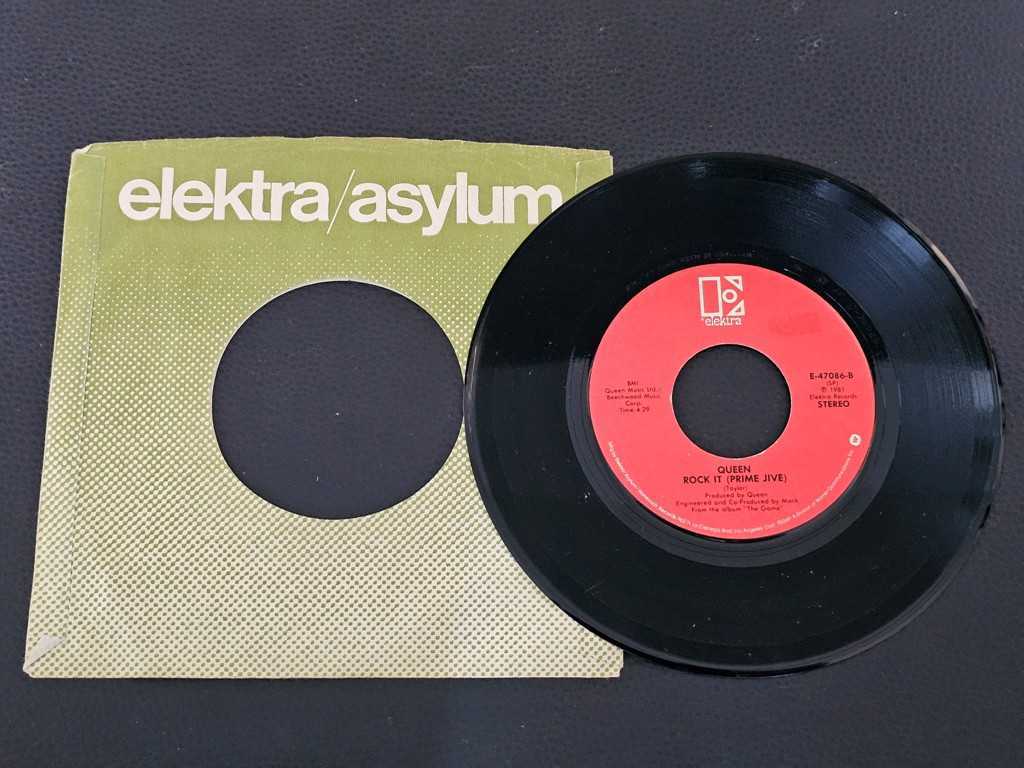 elektra/asylum
elektra
BMI
Queen Music Ltd./
Beechwood Music
Corp.
Time: 4:29
E-47086-B
(SP)
℗ 1981
Elektra Records
STEREO
QUEEN
ROCK IT (PRIME JIVE)
(Taylor)
Produced by Queen
Engineered and Co-Produced by Mack
From the album "The Game"